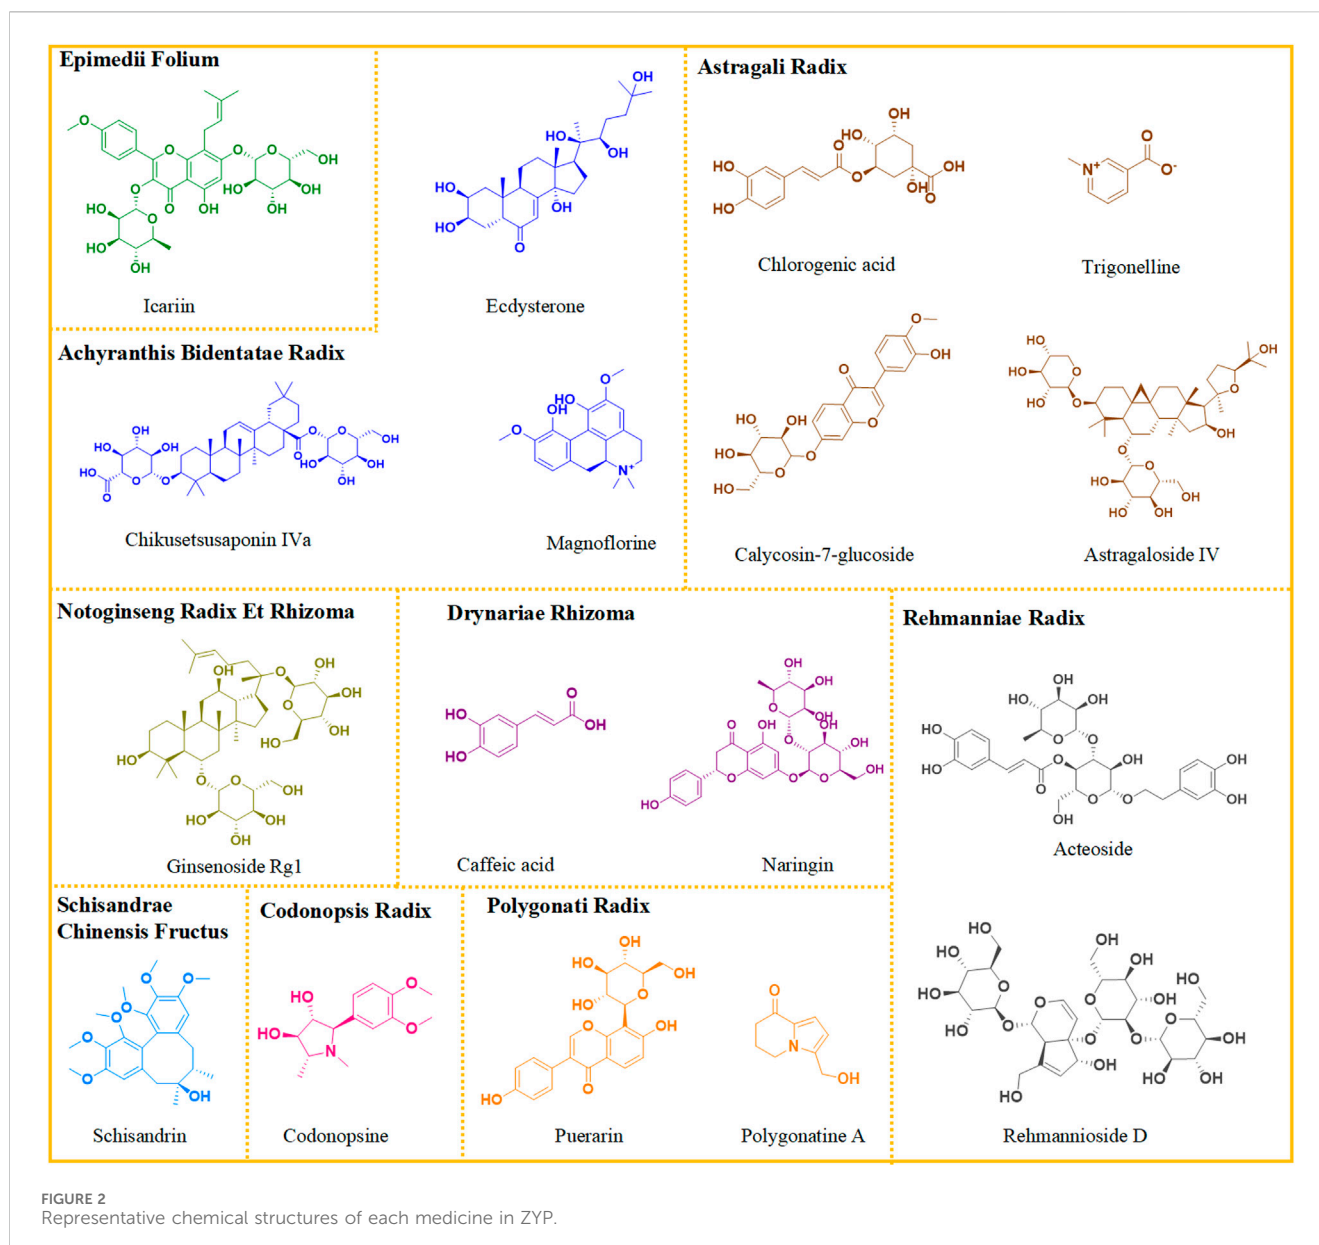 Epimedii Folium
Icariin
Ecdysterone
Achyranthis Bidentatae Radix
Chikusetsusaponin IVa
Magnoflorine
Astragali Radix
Chlorogenic acid
Trigonelline
Calycosin-7-glucoside
Astragaloside IV
Notoginseng Radix Et Rhizoma
Ginsenoside Rg1
Drynariae Rhizoma
Caffeic acid
Naringin
Rehmanniae Radix
Acteoside
Rehmannioside D
Schisandrae
Chinensis Fructus
Schisandrin
Codonopsis Radix
Codonopsine
Polygonati Radix
Puerarin
Polygonatine A
FIGURE 2
Representative chemical structures of each medicine in ZYP.